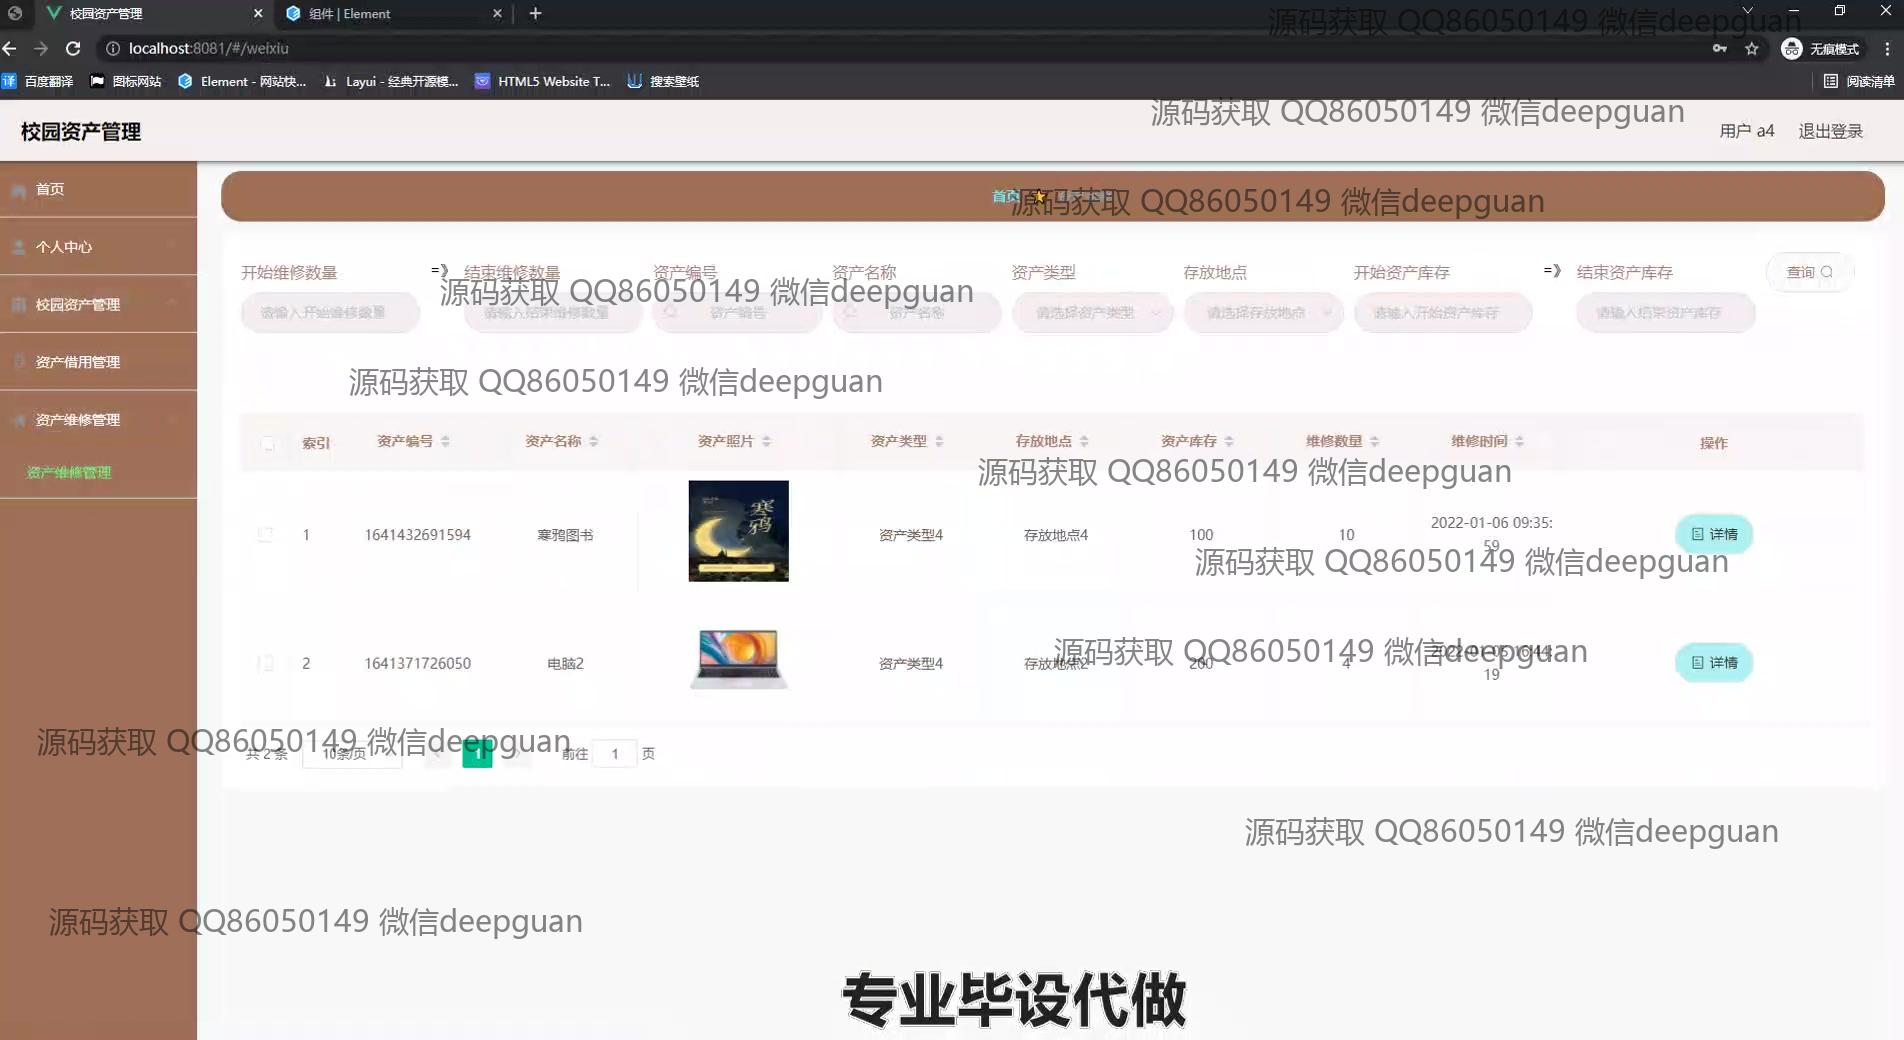 校园资产管理
组件 | Element
源码获取 QQ86050149 微信deepguan
localhost:8081/#/weixiu
无痕模式
百度翻译
图标网站
Element - 网站快...
Layui - 经典开源模...
HTML5 Website T...
搜索壁纸
阅读清单
源码获取 QQ86050149 微信deepguan
校园资产管理
用户 a4
退出登录
首页
个人中心
校园资产管理
资产借用管理
资产维修管理
资产维修管理
首页
源码获取 QQ86050149 微信deepguan
开始维修数量
=》
结束维修数量
资产编号
资产名称
资产类型
存放地点
开始资产库存
=》
结束资产库存
查询
源码获取 QQ86050149 微信deepguan
请输入开始维修数量
请输入结束维修数量
资产编号
资产名称
请选择资产类型
请选择存放地点
请输入开始资产库存
请输入结束资产库存
源码获取 QQ86050149 微信deepguan
索引
资产编号
资产名称
资产照片
资产类型
存放地点
资产库存
维修数量
维修时间
操作
源码获取 QQ86050149 微信deepguan
1
1641432691594
寒鸦图书
寒鸦
资产类型4
存放地点4
100
10
2022-01-06 09:35:
59
详情
源码获取 QQ86050149 微信deepguan
2
1641371726050
电脑2
资产类型4
存放地点2
200
4
2022-01-05 16:44:
19
详情
源码获取 QQ86050149 微信deepguan
源码获取 QQ86050149 微信deepguan
共 2 条
10条/页
1
前往
1
页
源码获取 QQ86050149 微信deepguan
源码获取 QQ86050149 微信deepguan
专业毕设代做